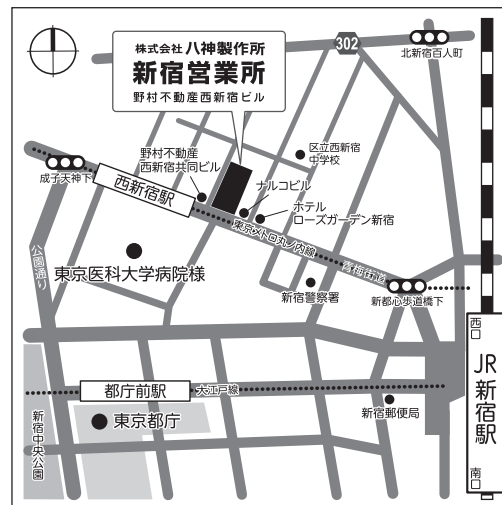 302
北新宿百人町
株式会社 八神製作所
新宿営業所
野村不動産西新宿ビル
区立西新宿
中学校
野村不動産
西新宿共同ビル
成子天神下
西新宿駅
ナルコビル
ホテル
ローズガーデン新宿
東京メトロ丸ノ内線
青梅街道
公園通り
東京医科大学病院様
新宿警察署
新都心歩道橋下
西口
JR新宿駅
南口
都庁前駅
大江戸線
新宿郵便局
東京都庁
新宿中央公園